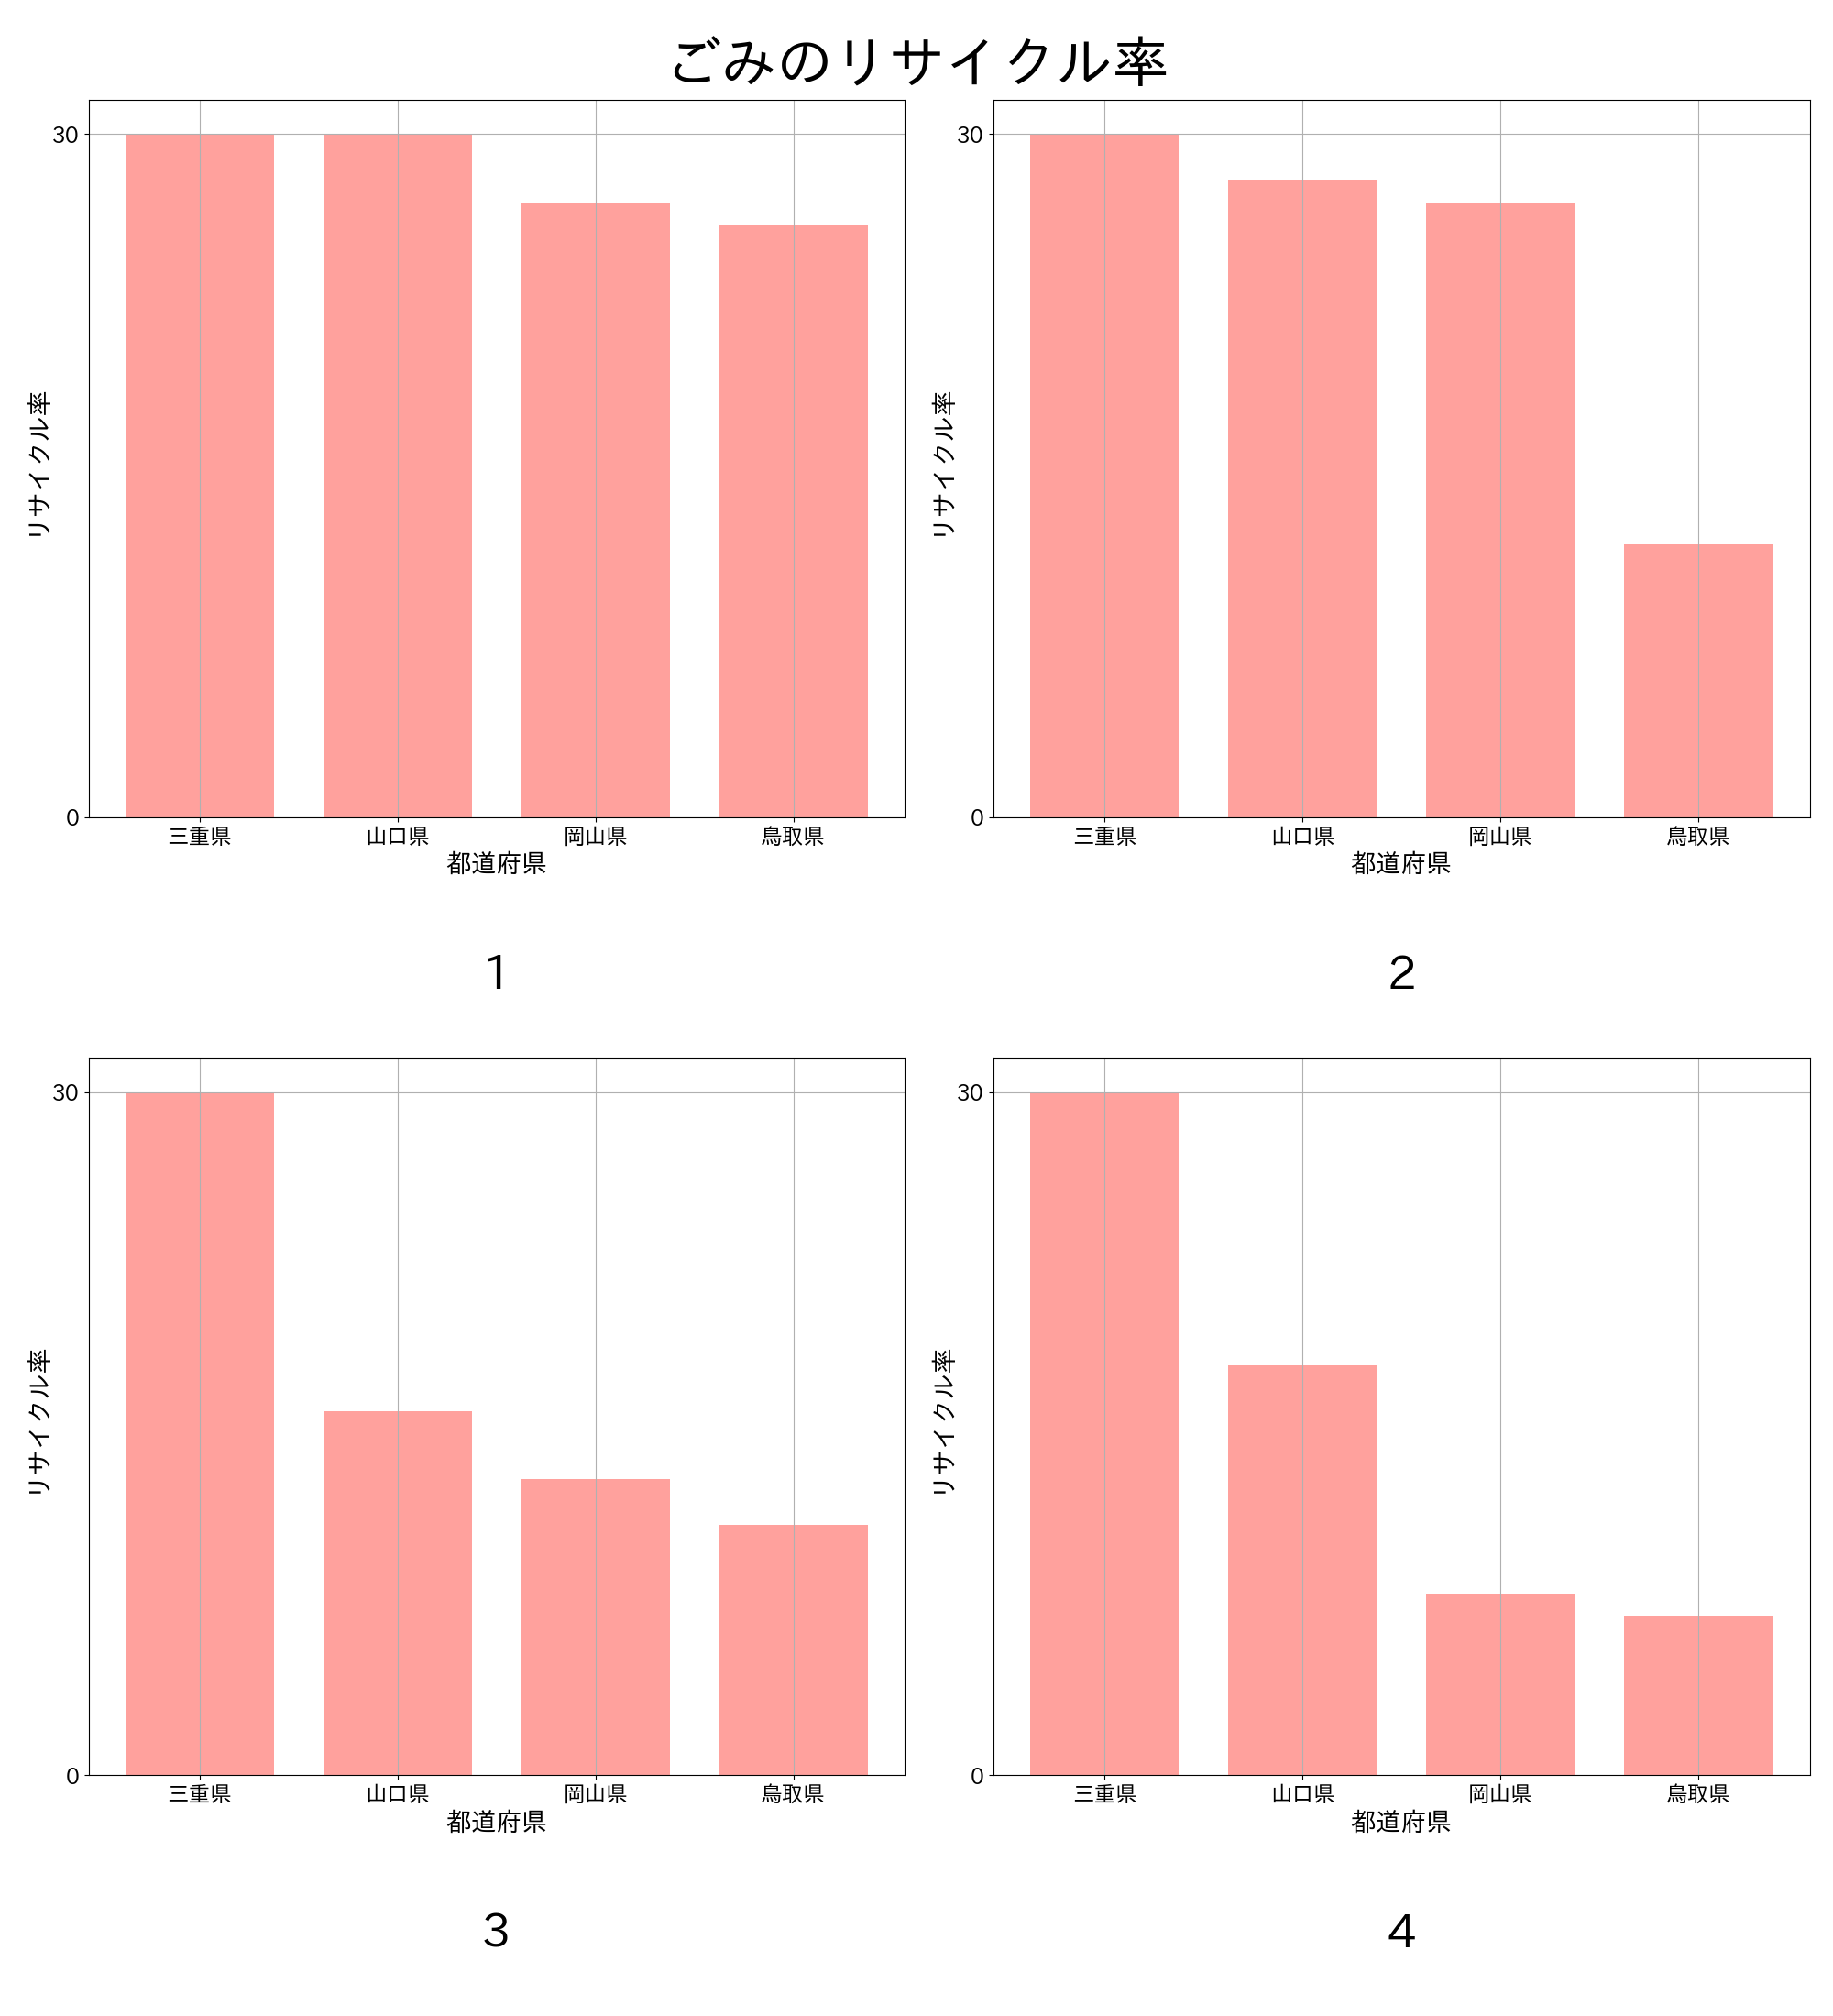 ごみのリサイクル率
30
0
リサイクル率
三重県 山口県 岡山県 鳥取県
都道府県
1
30
0
リサイクル率
三重県 山口県 岡山県 鳥取県
都道府県
2
30
0
リサイクル率
三重県 山口県 岡山県 鳥取県
都道府県
3
30
0
リサイクル率
三重県 山口県 岡山県 鳥取県
都道府県
4